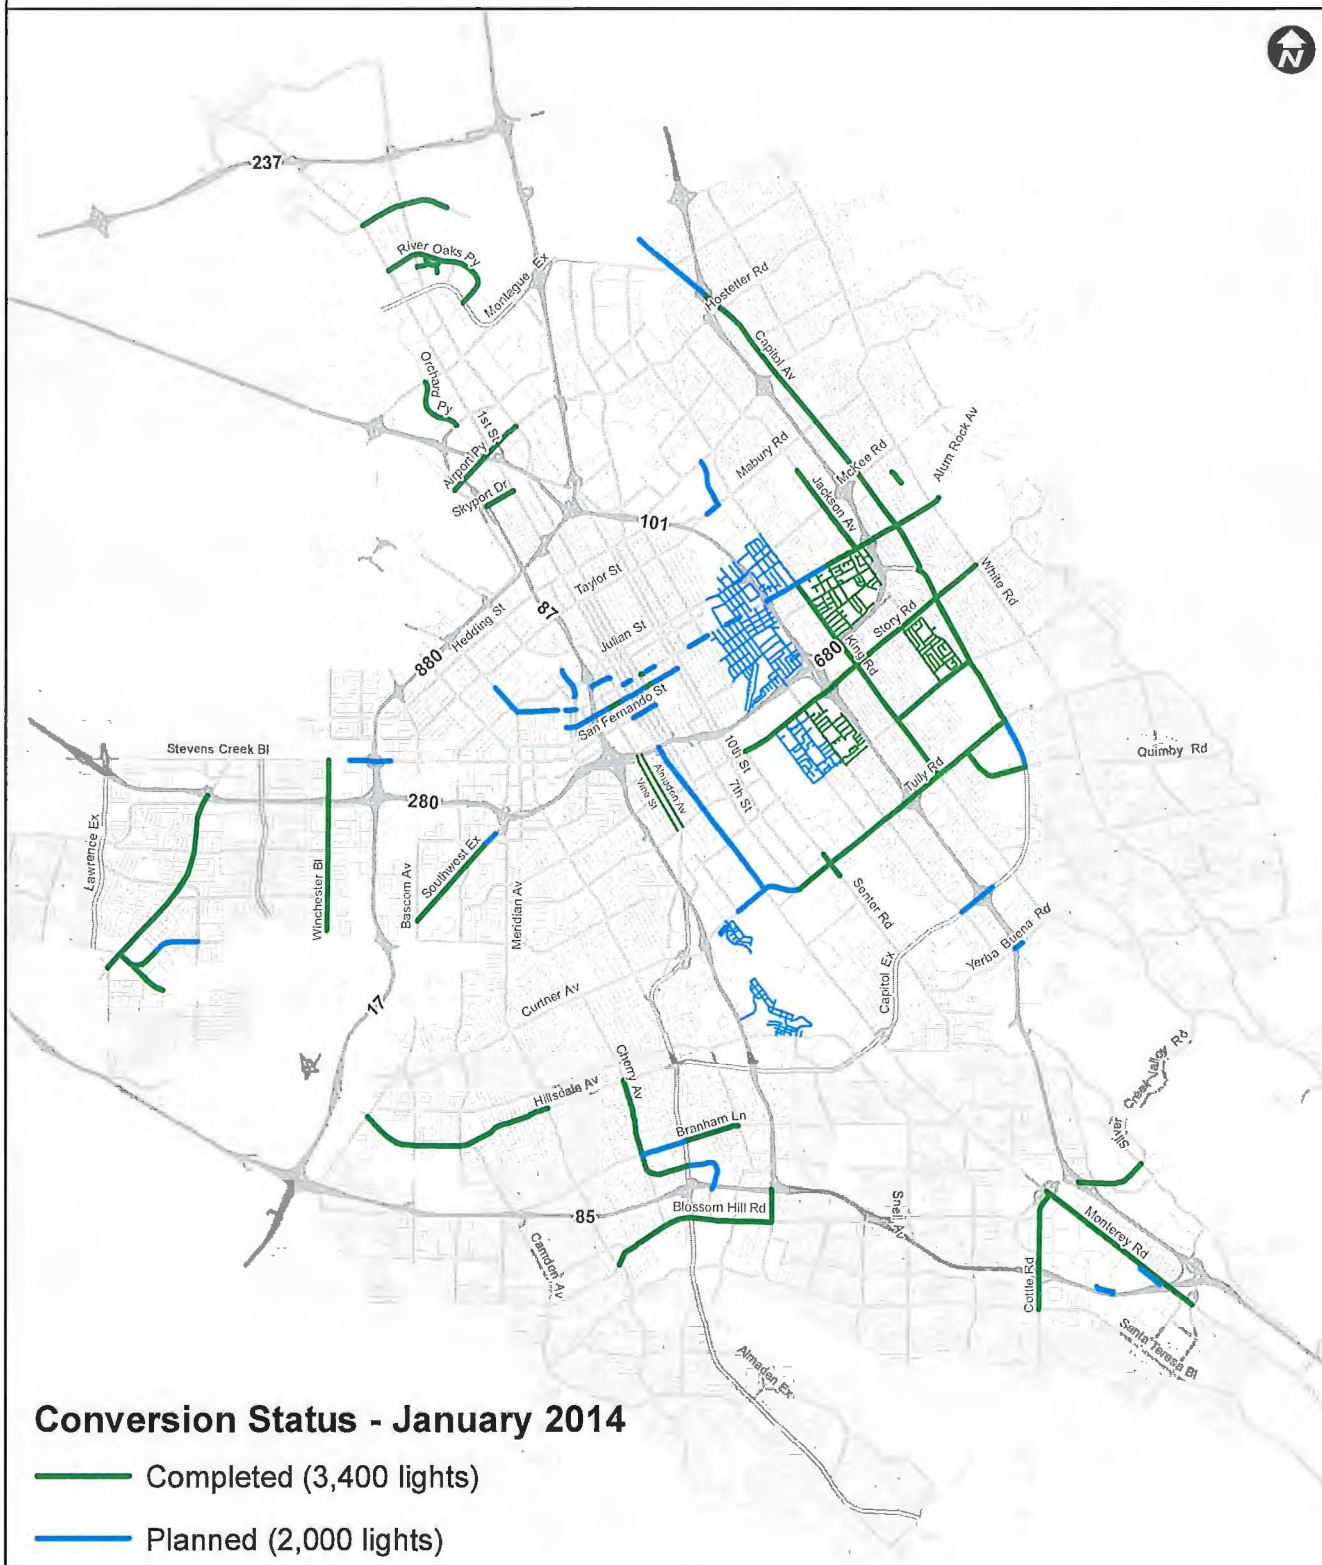 N
237
River Oaks Py
Montague Ex
Hostetter Rd
Capitol Av
Orchard
Py
1st St
Airport Py
Skyport Dr
Mabury Rd
McKee Rd
Alum Rock Av
Jackson Av
101
White Rd
Taylor St
Hedding St
87
Julian St
Story Rd
King Rd
680
880
San Fernando St
Stevens Creek Bl
Quimby Rd
10th St
7th St
Tully Rd
Almaden Av
Vine St
280
Lawrence Ex
Winchester Bl
Bascom Av
Southwest Ex
Meridian Av
Senter Rd
Yerba Buena Rd
Capitol Ex
Curtner Av
17
Cherry Av
Hillsdale Av
Branham Ln
Silver Creek Valley Rd
Blossom Hill Rd
85
Snell Av
Monterey Rd
Camden Av
Cottle Rd
Santa Teresa Bl
Almaden Ex
Conversion Status - January 2014
Completed (3,400 lights)
Planned (2,000 lights)